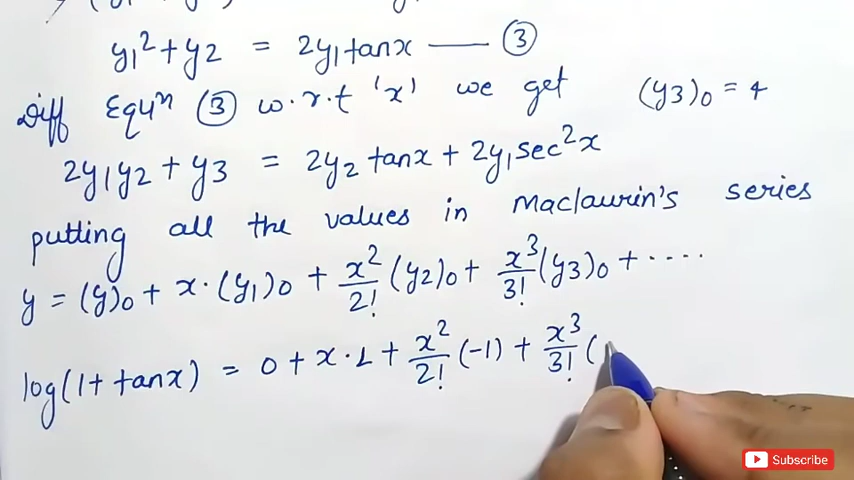 y₁² + y2 = 2y₁ tanx —— ③
Diff Equⁿ ③ w.r.t 'x' we get (y3)₀ = 4
2y₁y2 + y3 = 2y₂ tanx + 2y₁ sec²x
putting all the values in Maclaurin's series
y = (y)₀ + x·(y₁)₀ + x²/2! (y₂)₀ + x³/3! (y3)₀ + ····
log(1+ tanx) = 0 + x·1 + x²/2! (-1) + x³/3! (
Subscribe